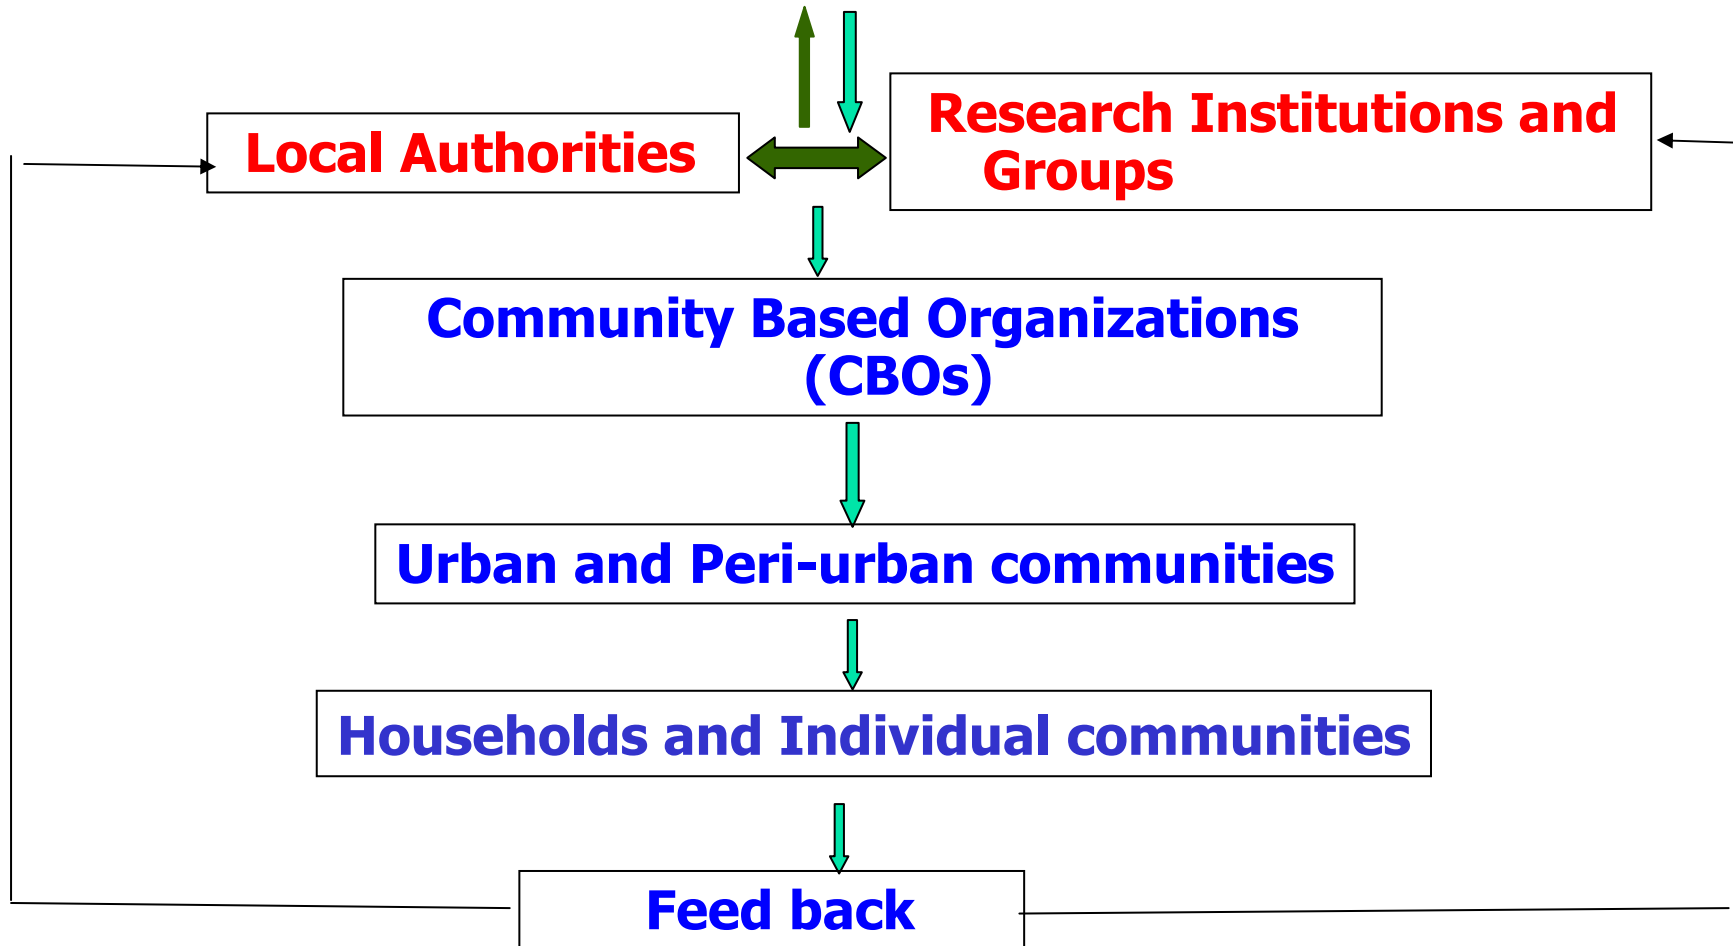 Local Authorities
Research Institutions and
Groups
Community Based Organizations
(CBOs)
Urban and Peri-urban communities
Households and Individual communities
Feed back